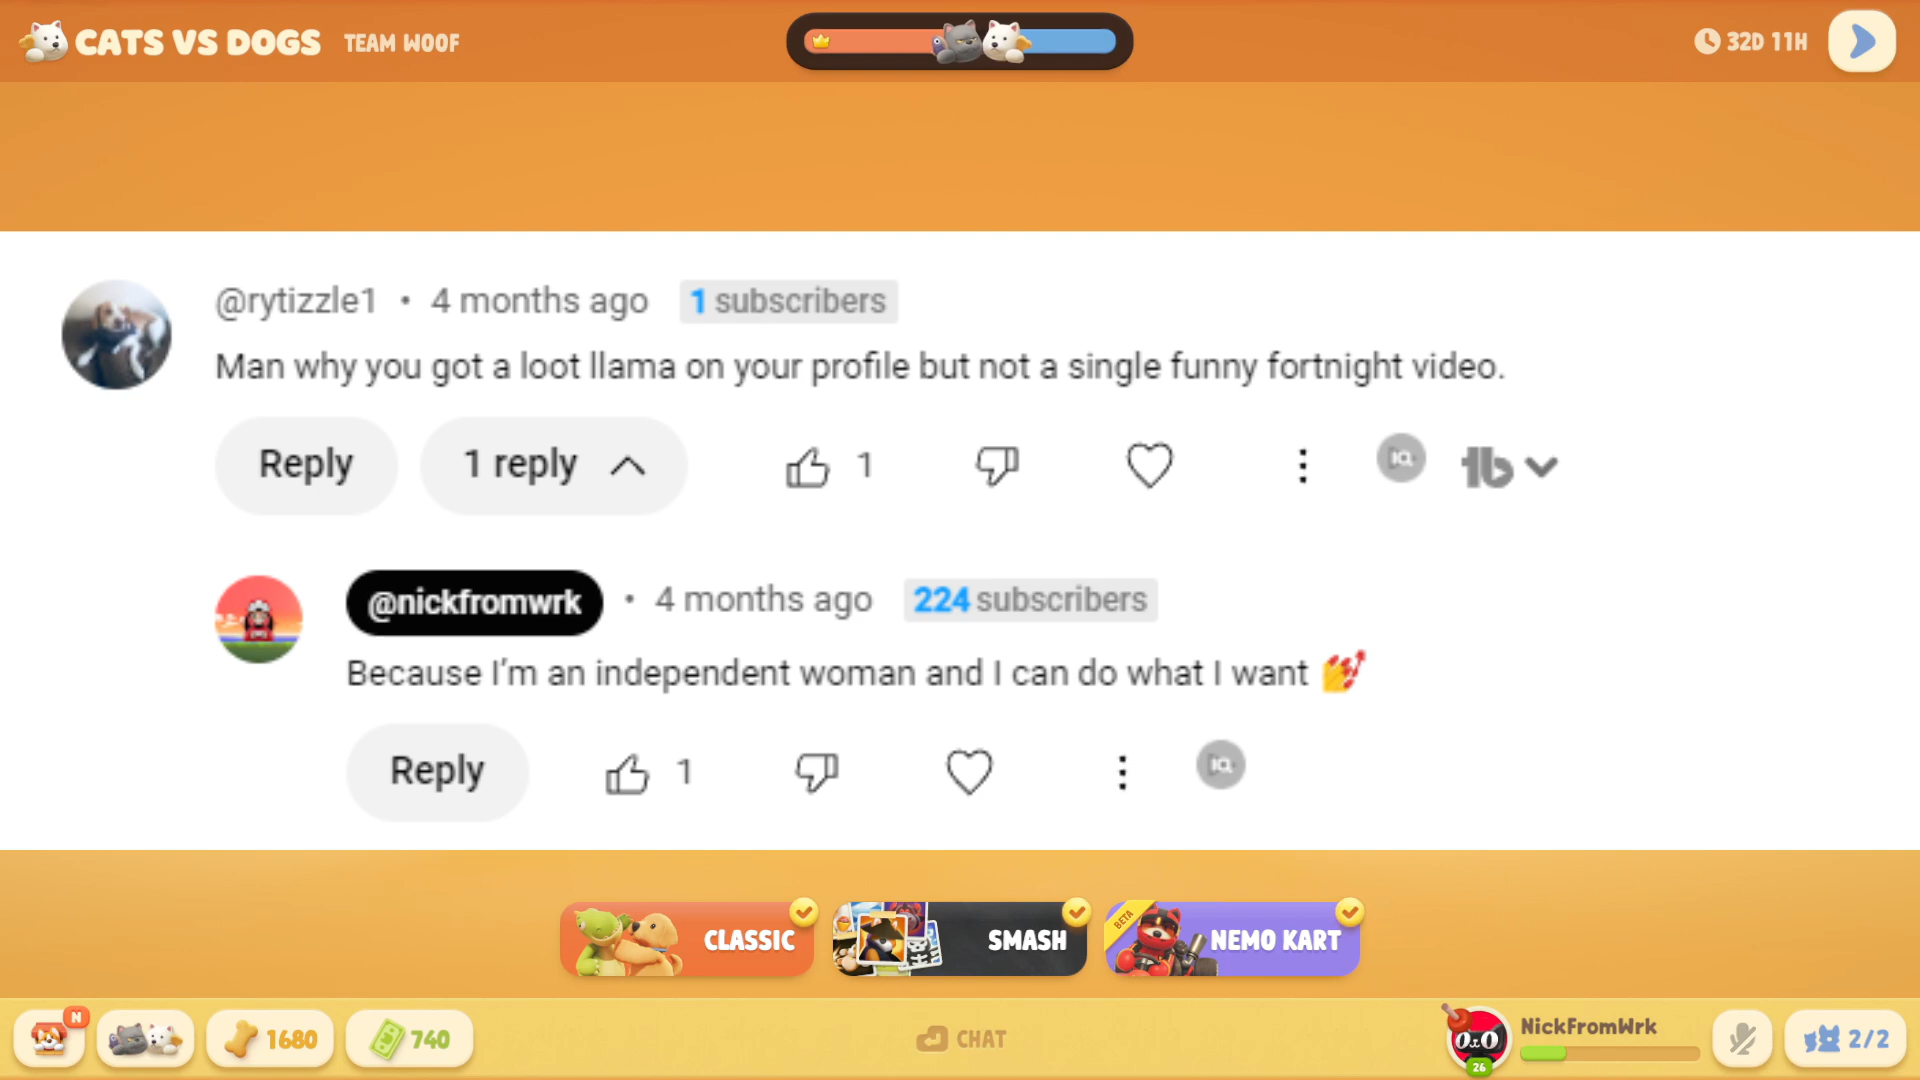 CATS VS DOGS TEAM WOOF
32D 11H
@rytizzle1 • 4 months ago 1 subscribers
Man why you got a loot llama on your profile but not a single funny fortnight video.
Reply 1 reply 1
@nickfromwrk • 4 months ago 224 subscribers
Because I'm an independent woman and I can do what I want 💅
Reply 1
CLASSIC SMASH BETA NEMO KART
N 1680 740 CHAT 26 NickFromWrk 2/2